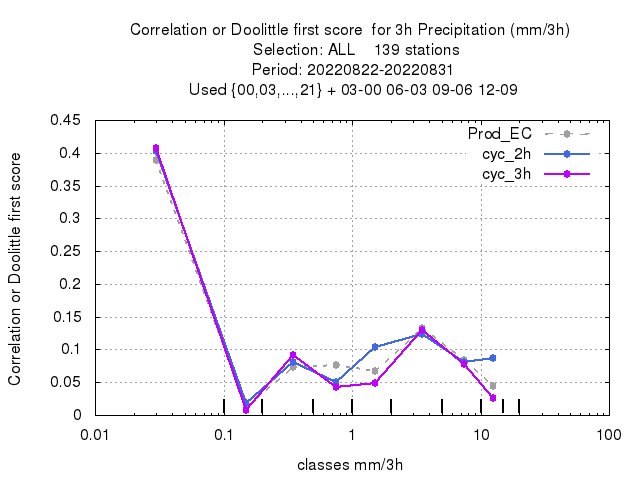 Correlation or Doolittle first score  for 3h Precipitation (mm/3h)
Selection: ALL    139 stations
Period: 20220822-20220831
Used {00,03,...,21} + 03-00 06-03 09-06 12-09
Correlation or Doolittle first score
0.45
0.4
0.35
0.3
0.25
0.2
0.15
0.1
0.05
0
Prod_EC
cyc_2h
cyc_3h
0.01 0.1 1 10 100
classes mm/3h